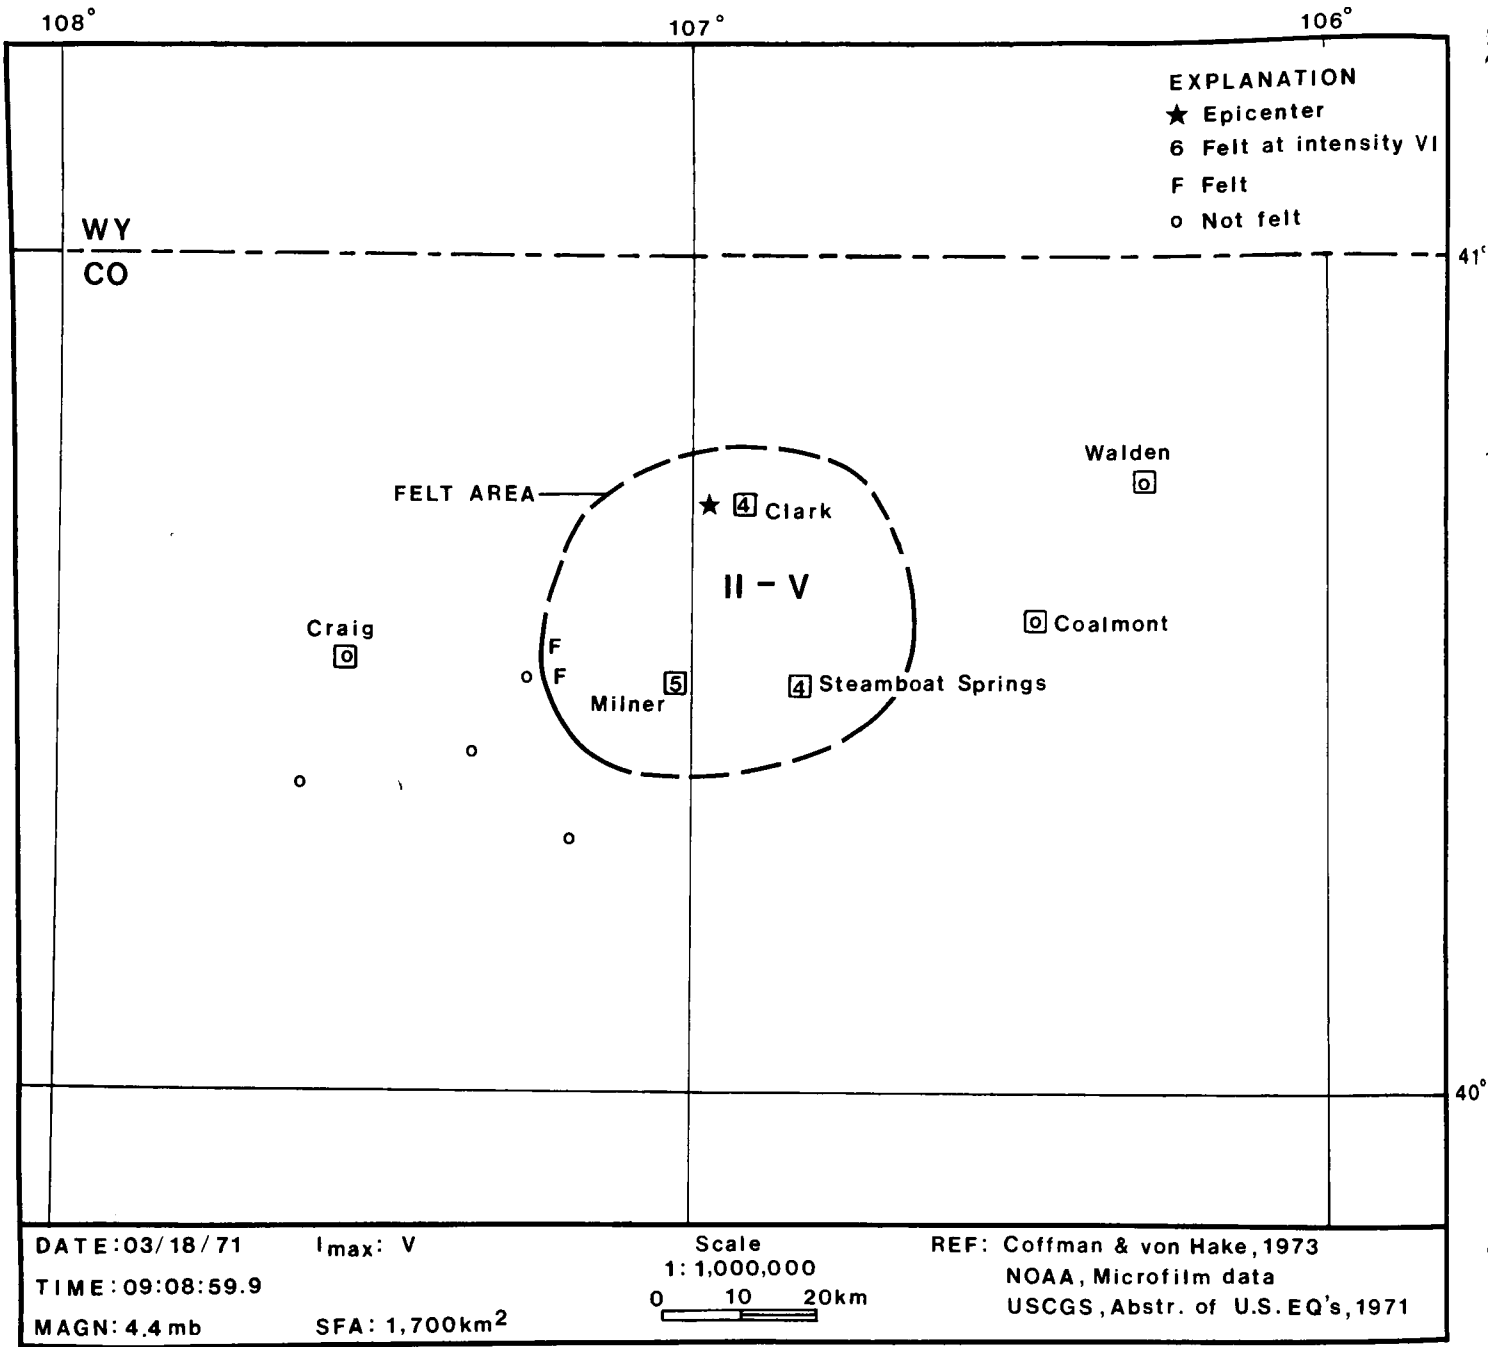 108° 107° 106°
EXPLANATION
★ Epicenter
6 Felt at intensity VI
F Felt
o Not felt
WY
CO
41°
Walden
o
FELT AREA
4 Clark
II – V
Craig
o
o Coalmont
F
o F
5
Milner
4 Steamboat Springs
o
o
o
40°
DATE:03/18/71
TIME:09:08:59.9
MAGN: 4.4 mb
Imax: V
SFA: 1,700km²
Scale
1:1,000,000
0 10 20km
REF: Coffman & von Hake, 1973
NOAA, Microfilm data
USCGS, Abstr. of U.S. EQ's, 1971